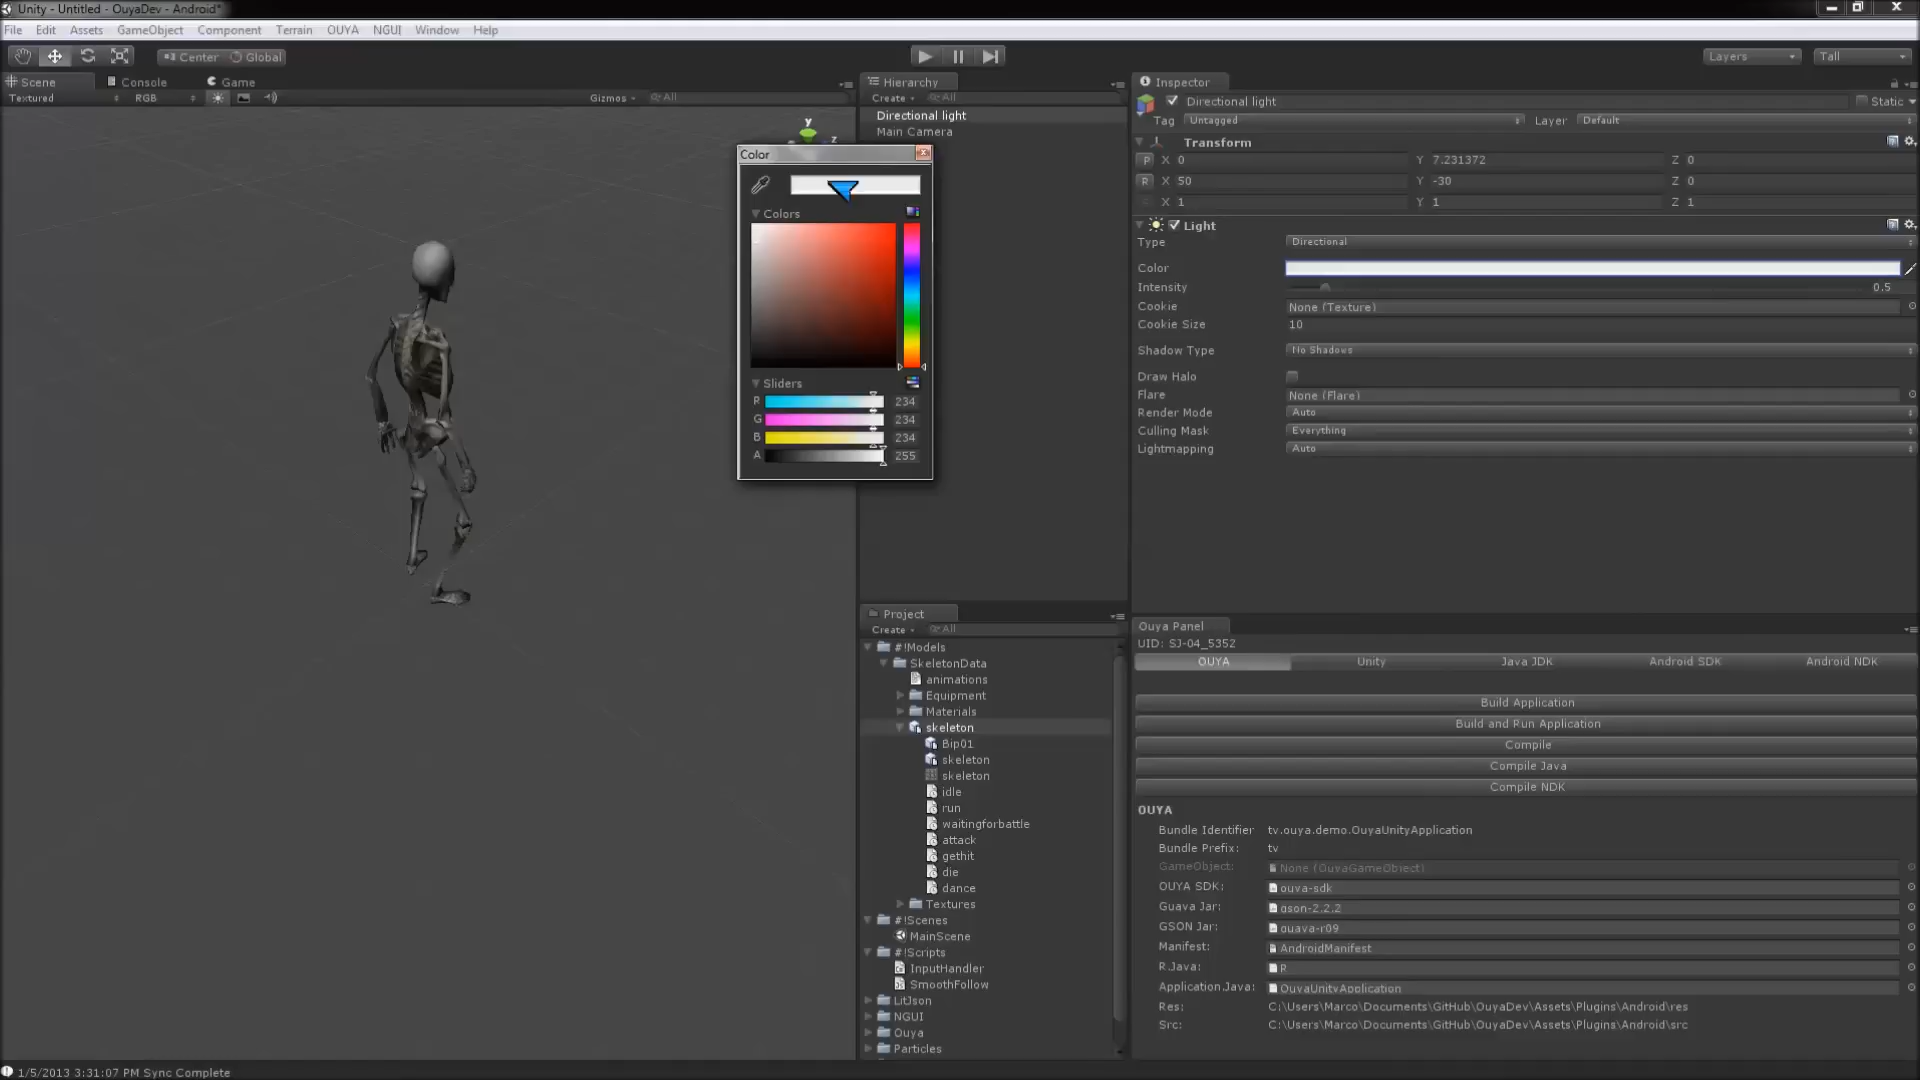 Unity - Untitled - OuyaDev - Android*
File Edit Assets GameObject Component Terrain OUYA NGUI Window Help
Center Global Layers Tall
Scene Console Game
Textured RGB Gizmos All
y
z
Hierarchy
Create All
Directional light
Main Camera
Color
Colors
Sliders
R 234
G 234
B 234
A 255
Project
Create All
#!Models
SkeletonData
animations
Equipment
Materials
skeleton
Bip01
skeleton
skeleton
idle
run
waitingforbattle
attack
gethit
die
dance
Textures
#!Scenes
MainScene
#!Scripts
InputHandler
SmoothFollow
LitJson
NGUI
Ouya
Particles
Inspector
Directional light Static
Tag Untagged Layer Default
Transform
P X 0 Y 7.231372 Z 0
R X 50 Y -30 Z 0
X 1 Y 1 Z 1
Light
Type Directional
Color
Intensity 0.5
Cookie None (Texture)
Cookie Size 10
Shadow Type No Shadows
Draw Halo
Flare None (Flare)
Render Mode Auto
Culling Mask Everything
Lightmapping Auto
Ouya Panel
UID: SJ-04_5352
OUYA Unity Java JDK Android SDK Android NDK
Build Application
Build and Run Application
Compile
Compile Java
Compile NDK
OUYA
Bundle Identifier tv.ouya.demo.OuyaUnityApplication
Bundle Prefix: tv
GameObject: None (OuyaGameObject)
OUYA SDK: ouya-sdk
Guava Jar: gson-2.2.2
GSON Jar: guava-r09
Manifest: AndroidManifest
R.Java: R
Application.Java: OuyaUnityApplication
Res: C:\Users\Marco\Documents\GitHub\OuyaDev\Assets\Plugins\Android\res
Src: C:\Users\Marco\Documents\GitHub\OuyaDev\Assets\Plugins\Android\src
1/5/2013 3:31:07 PM Sync Complete